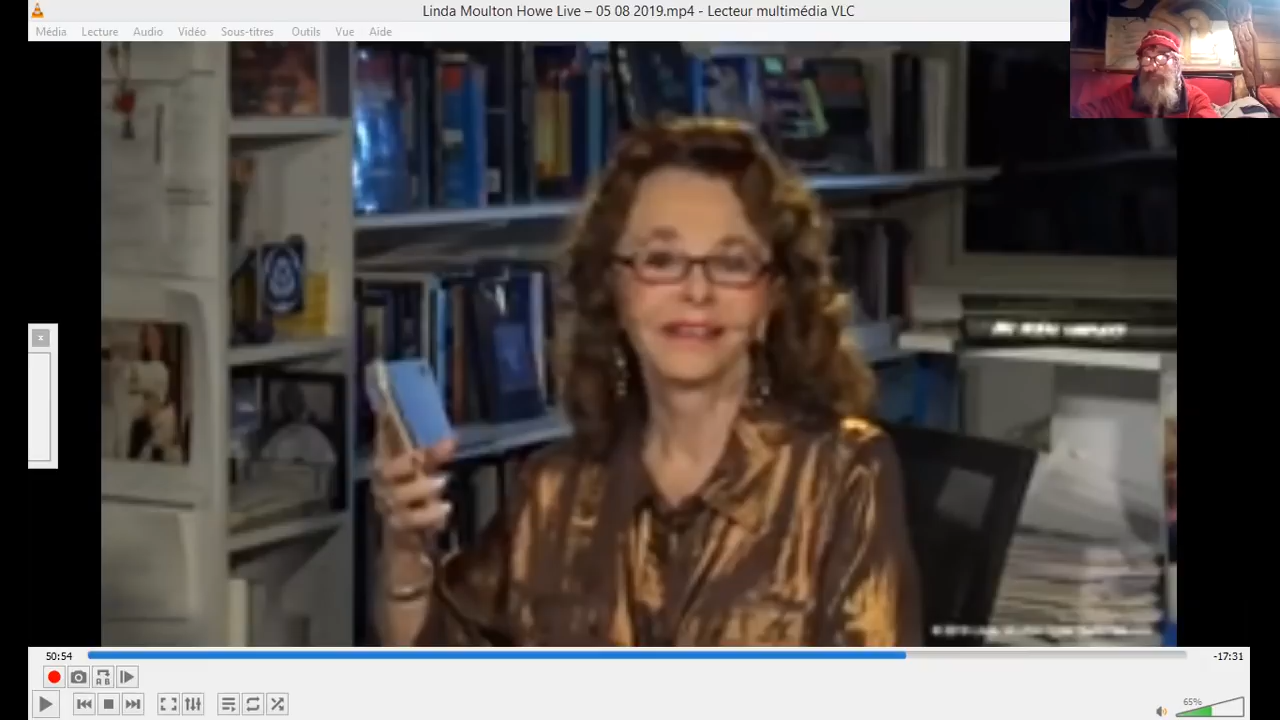 Linda Moulton Howe Live – 05 08 2019.mp4 - Lecteur multimédia VLC
Média Lecture Audio Vidéo Sous-titres Outils Vue Aide
x
50:54
-17:31
A B
65%